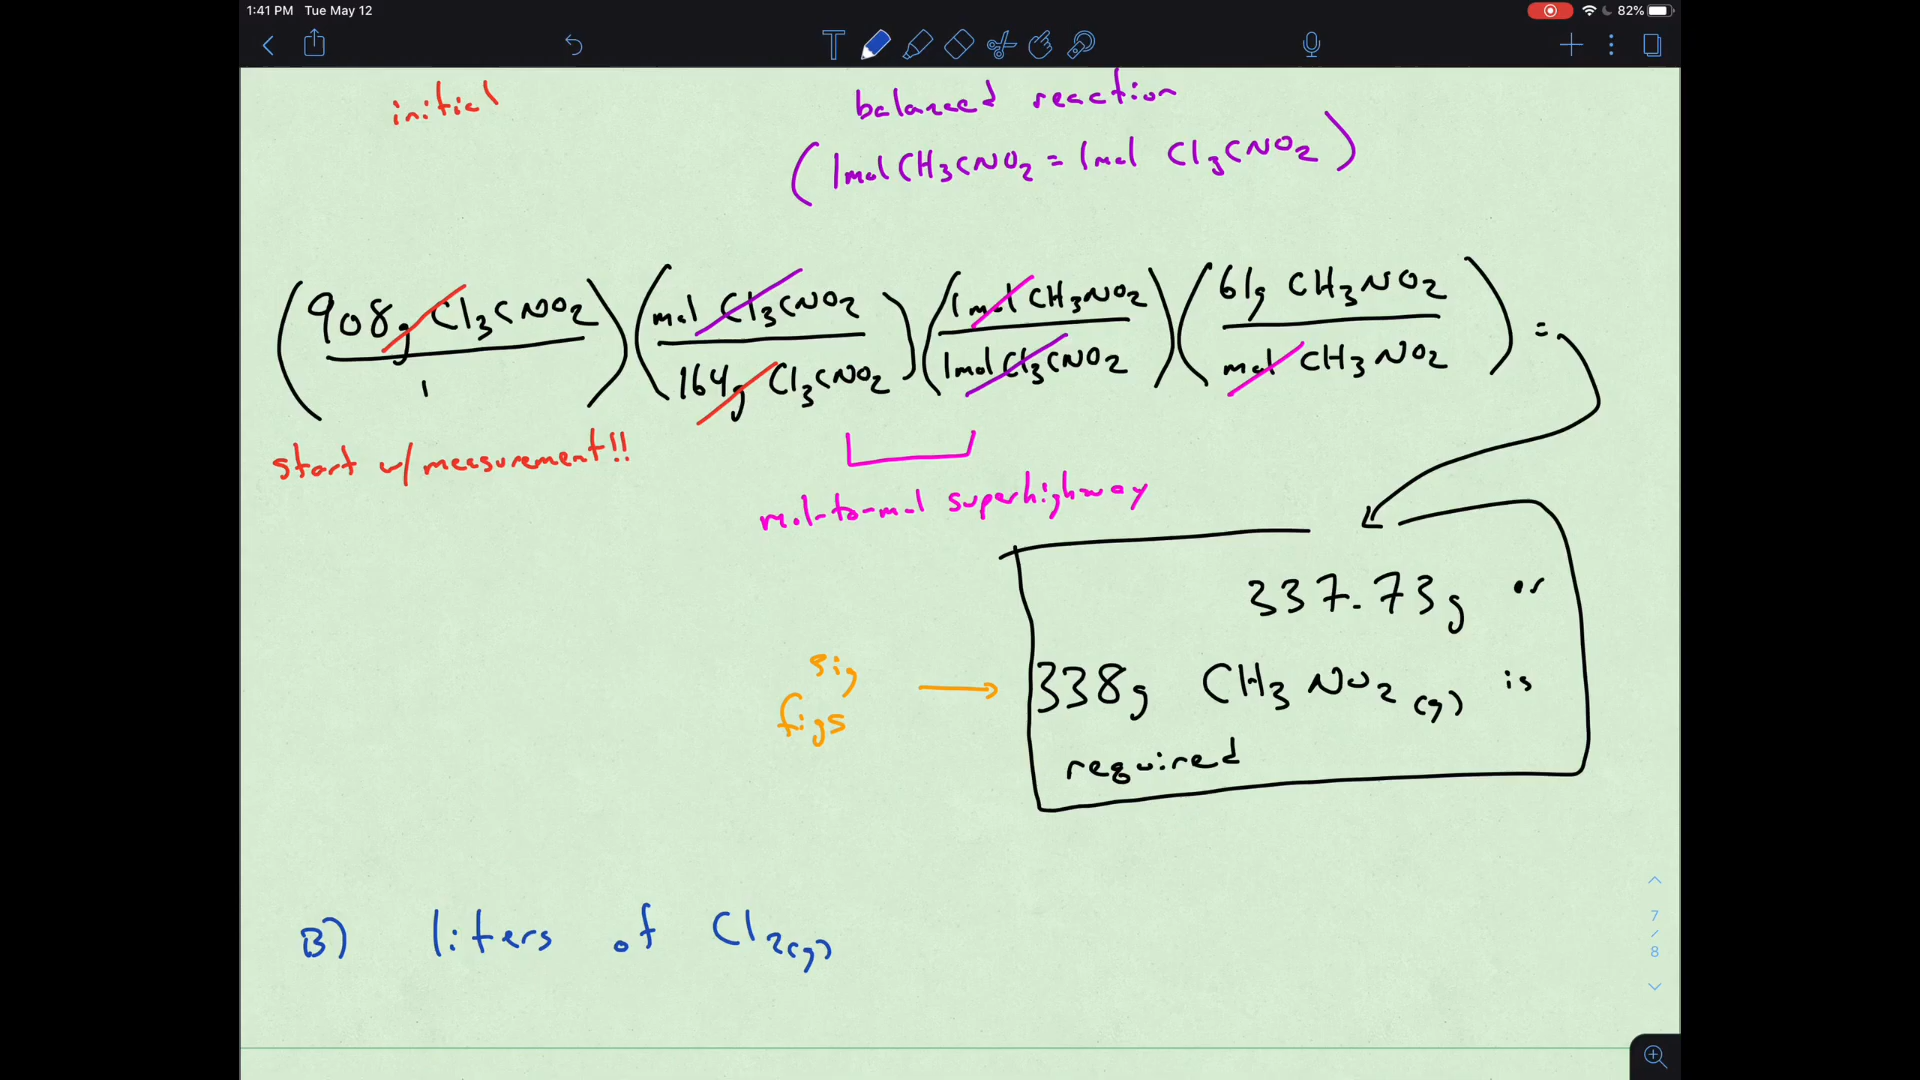 1:41 PM Tue May 12
82%
initial
balanced reaction
(1mol CH3CNO2 = 1mol Cl3CNO2)
(908g Cl3CNO2 / 1) (mol Cl3CNO2 / 164g Cl3CNO2) (1mol CH3NO2 / 1mol Cl3CNO2) (61g CH3NO2 / mol CH3NO2) =
start w/measurement!!
mol-to-mol superhighway
337.73g or
sig figs → 338g CH3NO2(g) is
required
B) liters of Cl2(g)
7
/
8